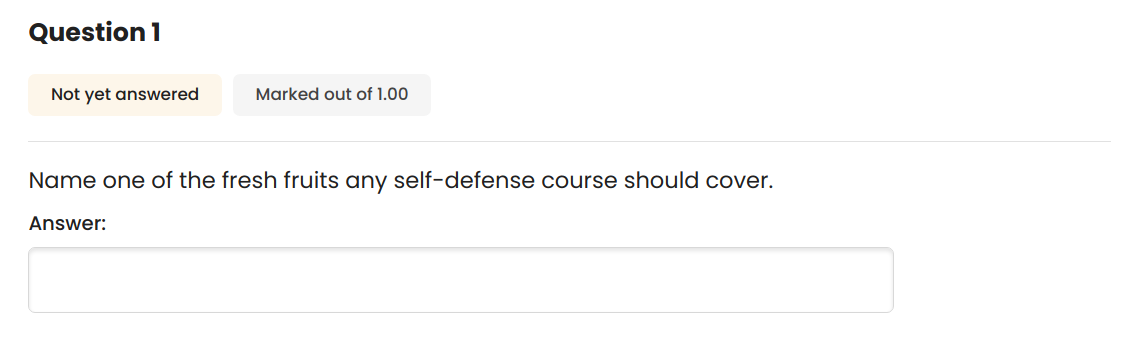 Question 1
Not yet answered Marked out of 1.00
Name one of the fresh fruits any self-defense course should cover.
Answer: